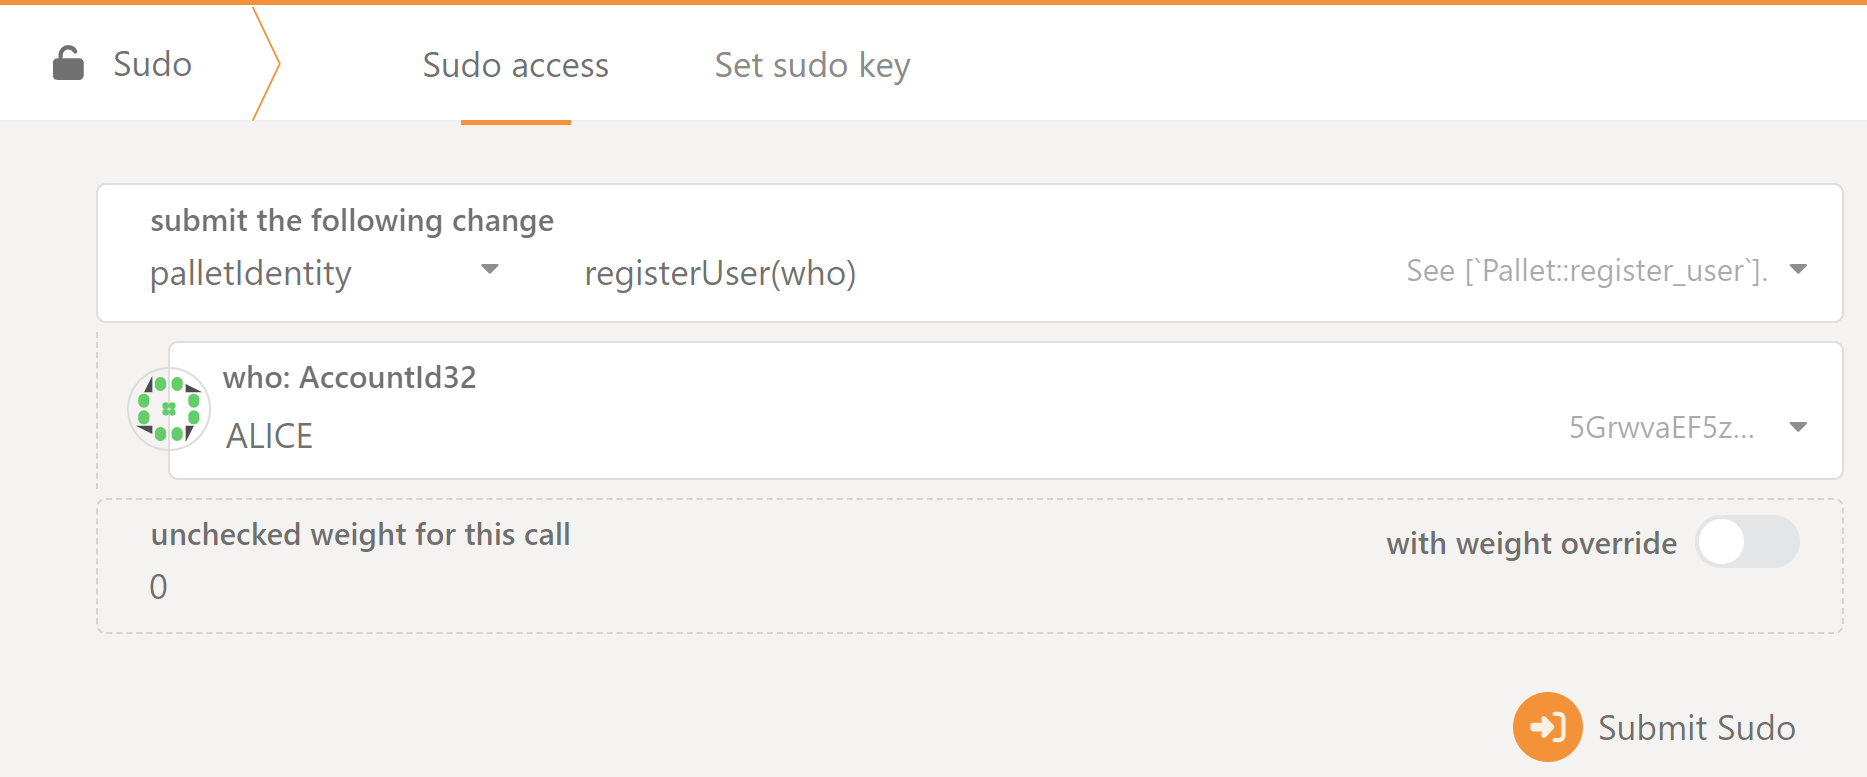 Sudo
Sudo access
Set sudo key
submit the following change
palletIdentity
registerUser(who)
See [`Pallet::register_user`].
who: AccountId32
ALICE
5GrwvaEF5z...
unchecked weight for this call
0
with weight override
Submit Sudo